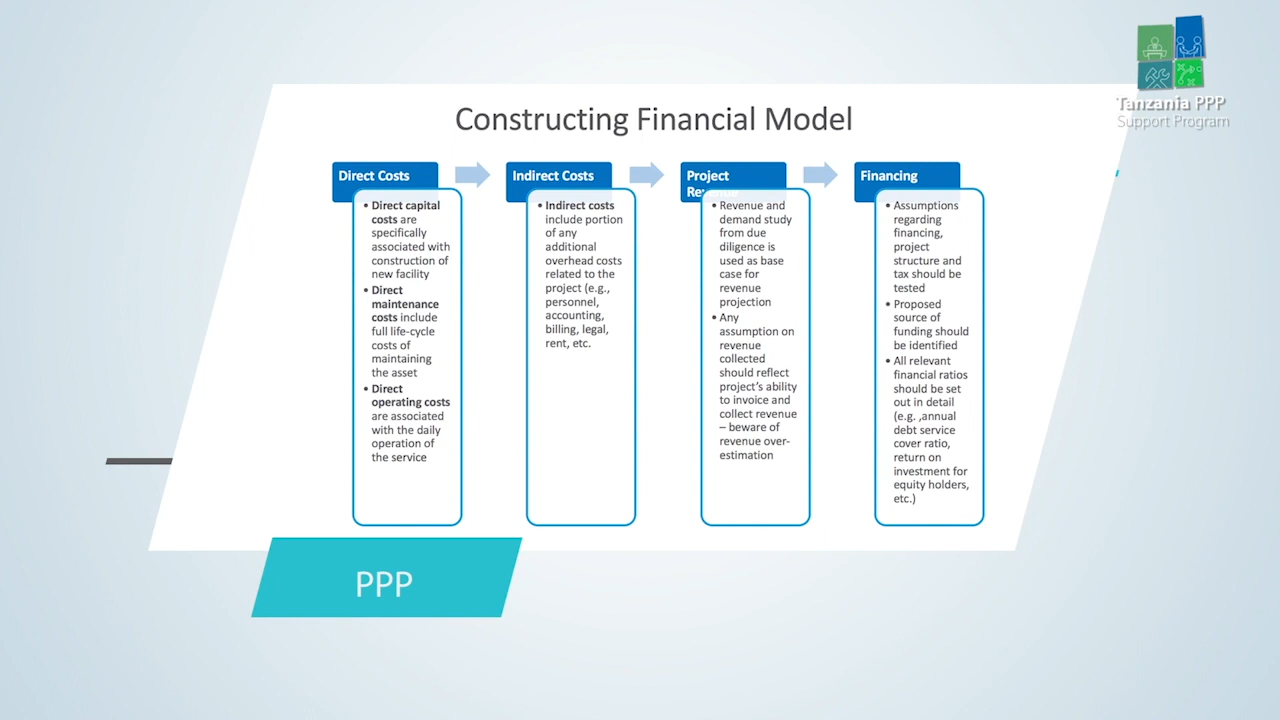 Tanzania PPP
Support Program
Constructing Financial Model
Direct Costs
• Direct capital
costs are
specifically
associated with
construction of
new facility
• Direct
maintenance
costs include
full life-cycle
costs of
maintaining
the asset
• Direct
operating costs
are associated
with the daily
operation of
the service
Indirect Costs
• Indirect costs
include portion
of any
additional
overhead costs
related to the
project (e.g.,
personnel,
accounting,
billing, legal,
rent, etc.
Project
Revenue
• Revenue and
demand study
from due
diligence is
used as base
case for
revenue
projection
• Any
assumption on
revenue
collected
should reflect
project's ability
to invoice and
collect revenue
– beware of
revenue over-
estimation
Financing
• Assumptions
regarding
financing,
project
structure and
tax should be
tested
• Proposed
source of
funding should
be identified
• All relevant
financial ratios
should be set
out in detail
(e.g. ,annual
debt service
cover ratio,
return on
investment for
equity holders,
etc.)
PPP